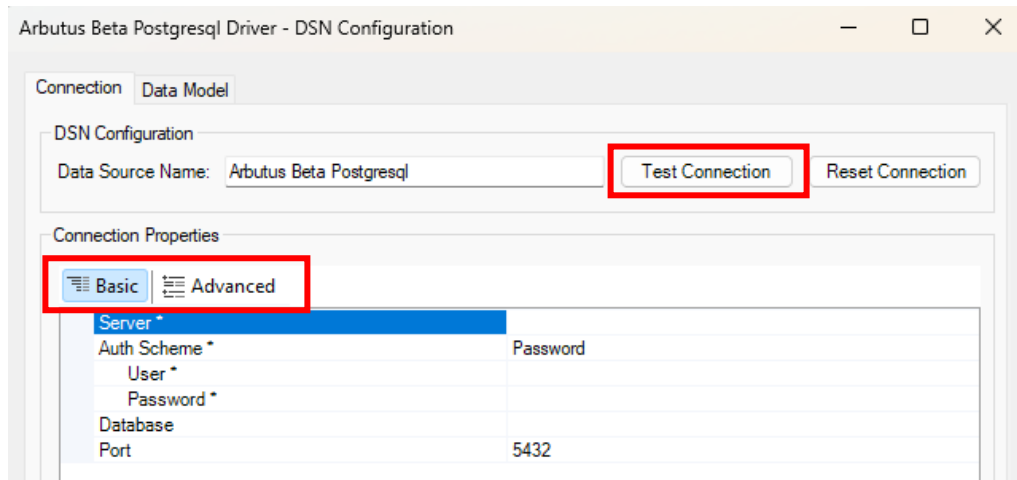 Arbutus Beta Postgresql Driver - DSN Configuration
Connection Data Model
DSN Configuration
Data Source Name: Arbutus Beta Postgresql Test Connection Reset Connection
Connection Properties
Basic Advanced
Server *
Auth Scheme * Password
User *
Password *
Database
Port 5432